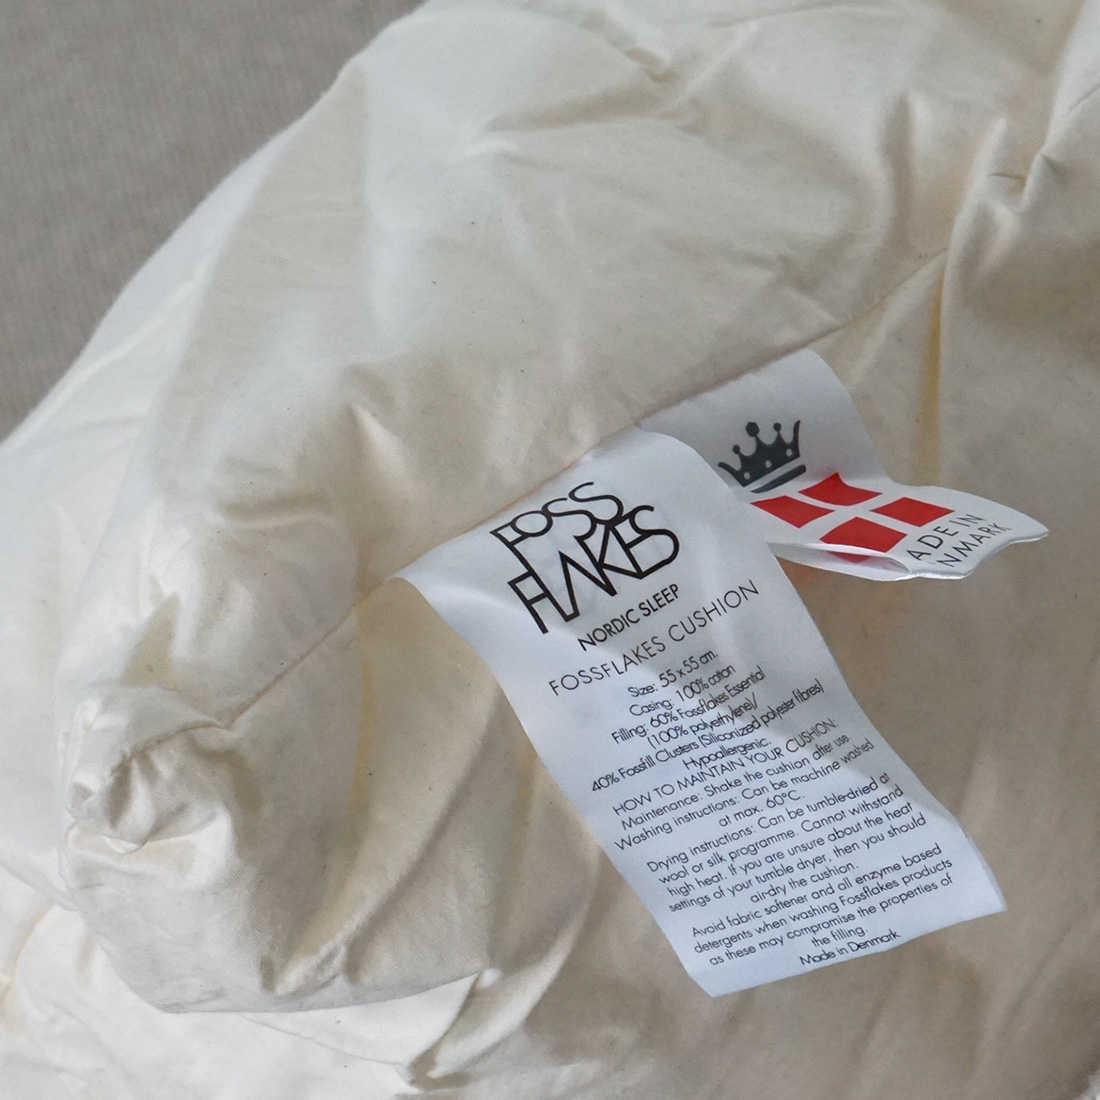 FOSS
FLAKES
NORDIC SLEEP
FOSSFLAKES CUSHION
Size: 55 x 55 cm.
Casing: 100% cotton
Filling: 60% Fossflakes Essential
(100% polyethylene)/
40% Fossfill Clusters (Siliconized polyester fibres)
Hypoallergenic.
HOW TO MAINTAIN YOUR CUSHION:
Maintenance: Shake the cushion after use
Washing instructions: Can be machine washed
at max. 60°C.
Drying instructions: Can be tumble-dried at
wool or silk programme. Cannot withstand
high heat. If you are unsure about the heat
settings of your tumble dryer, then you should
airdry the cushion.
Avoid fabric softener and all enzyme based
detergents when washing Fossflakes products
as these may compromise the properties of
the filling.
Made in Denmark
ADE IN
NMARK